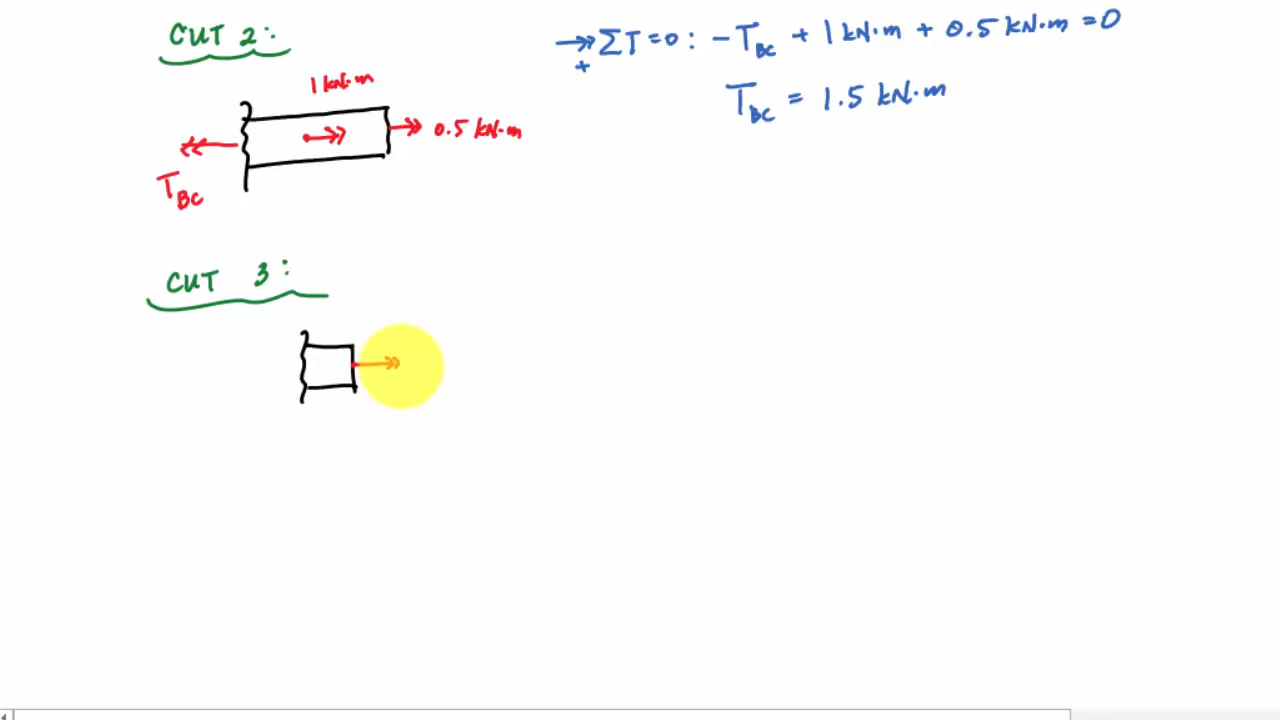 CUT 2:
→» ΣT=0: -T_BC + 1 kN·m + 0.5 kN·m = 0
+
1 kN·m
T_BC = 1.5 kN·m
0.5 kN·m
T_BC
CUT 3: